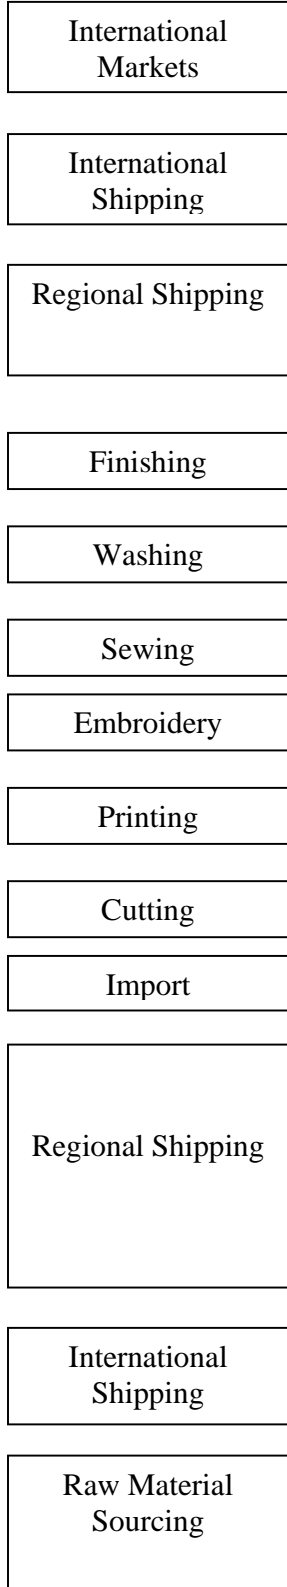 International
Markets
International
Shipping
Regional Shipping
Finishing
Washing
Sewing
Embroidery
Printing
Cutting
Import
Regional Shipping
International
Shipping
Raw Material
Sourcing